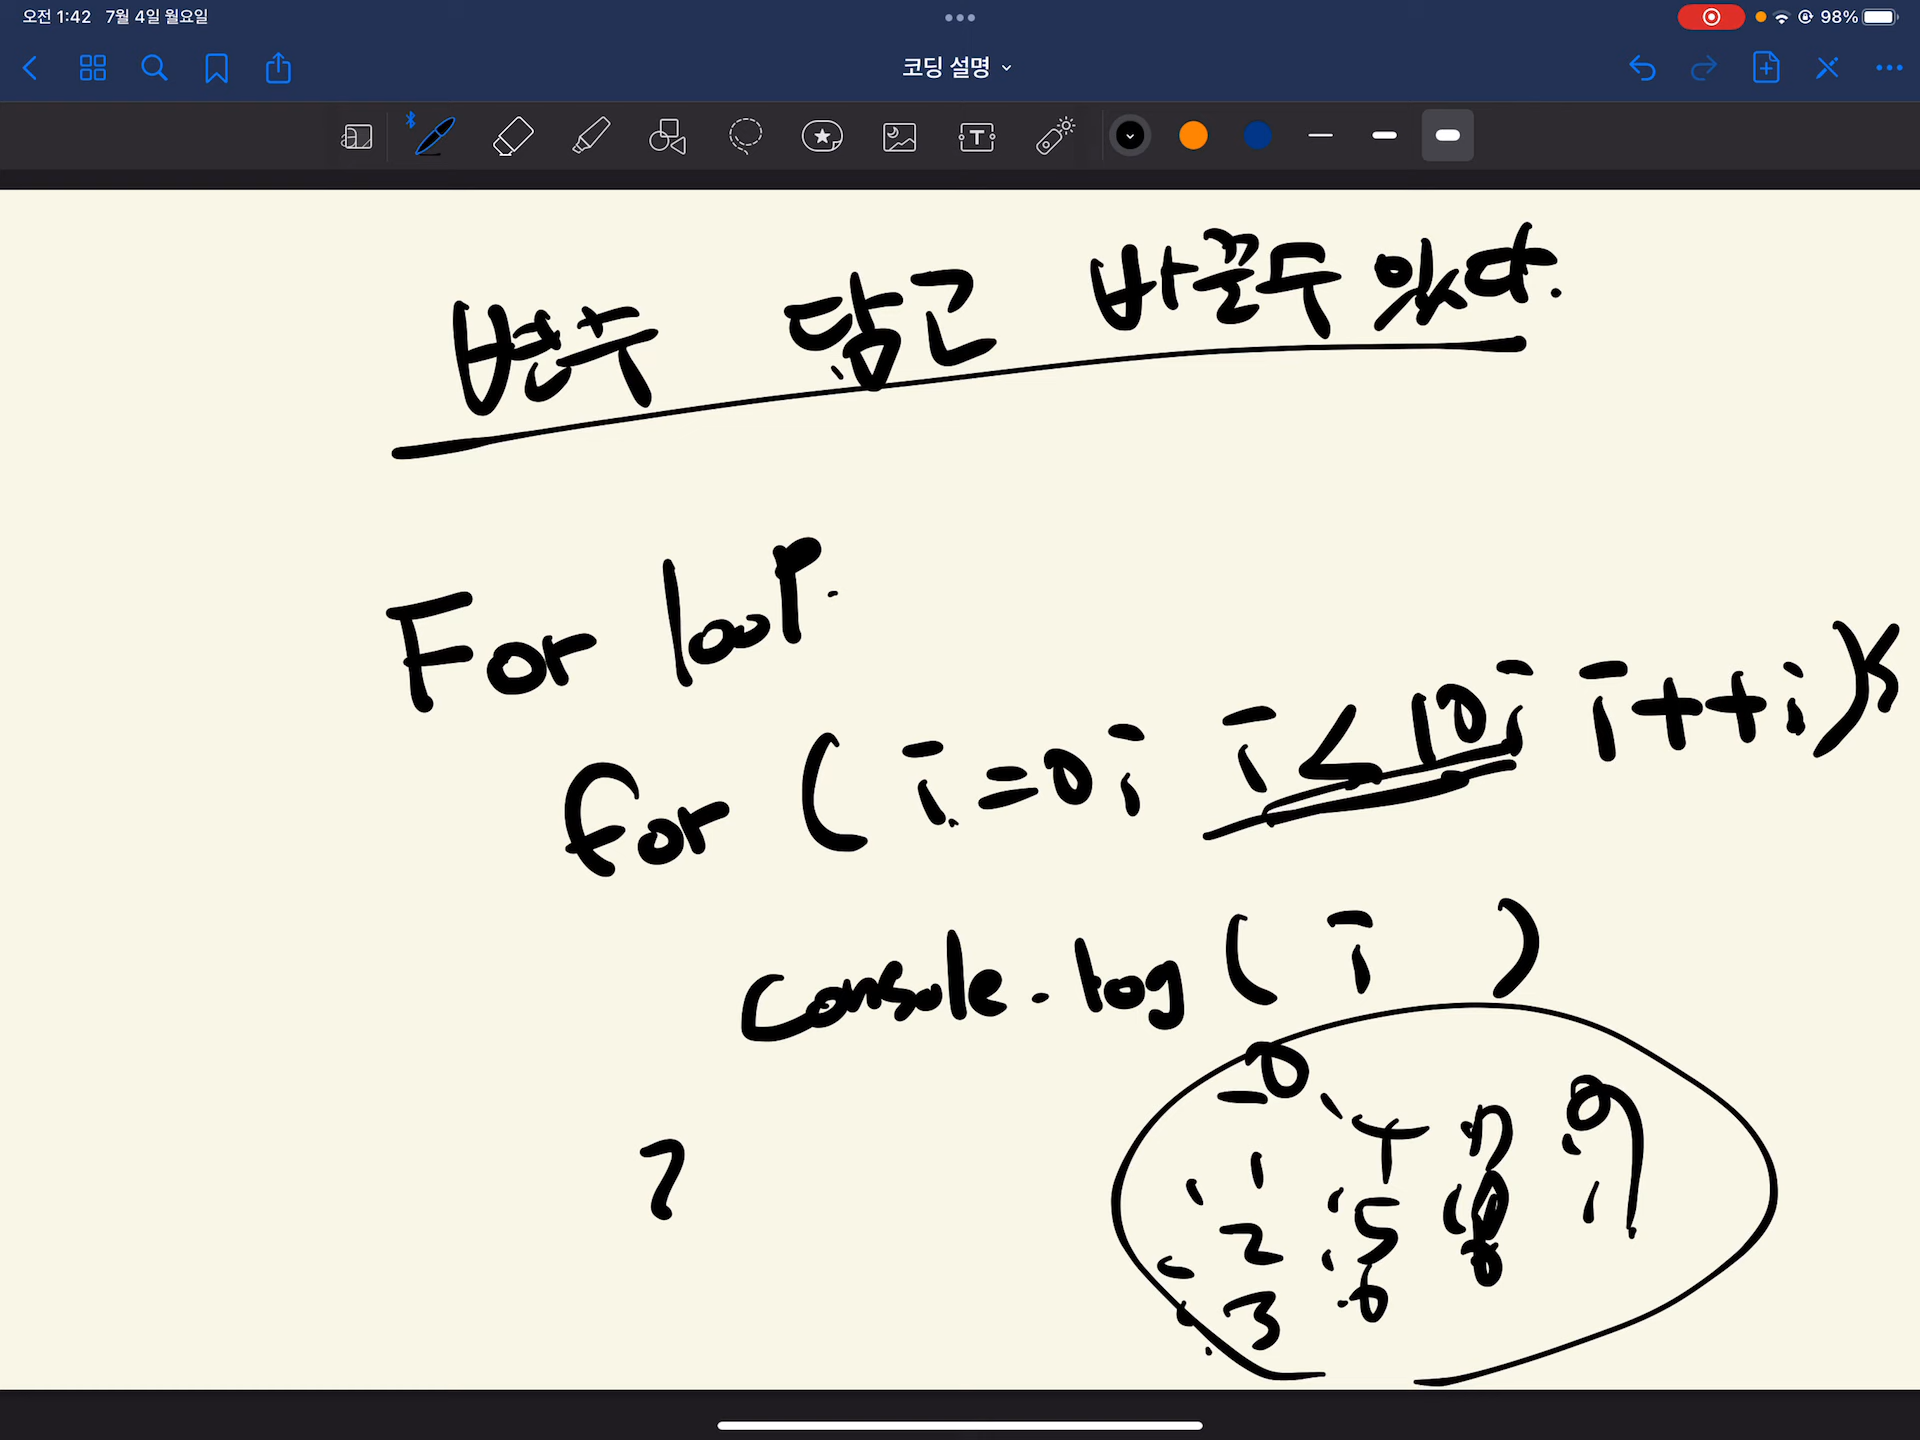 오전 1:42 7월 4일 월요일
98%
코딩 설명
변수 담고 바꿀수 있다.
For loop.
for ( i=0; i<10; i++;){
console.log ( i )
0
1
2
3
4
5
6
7
8
9
}